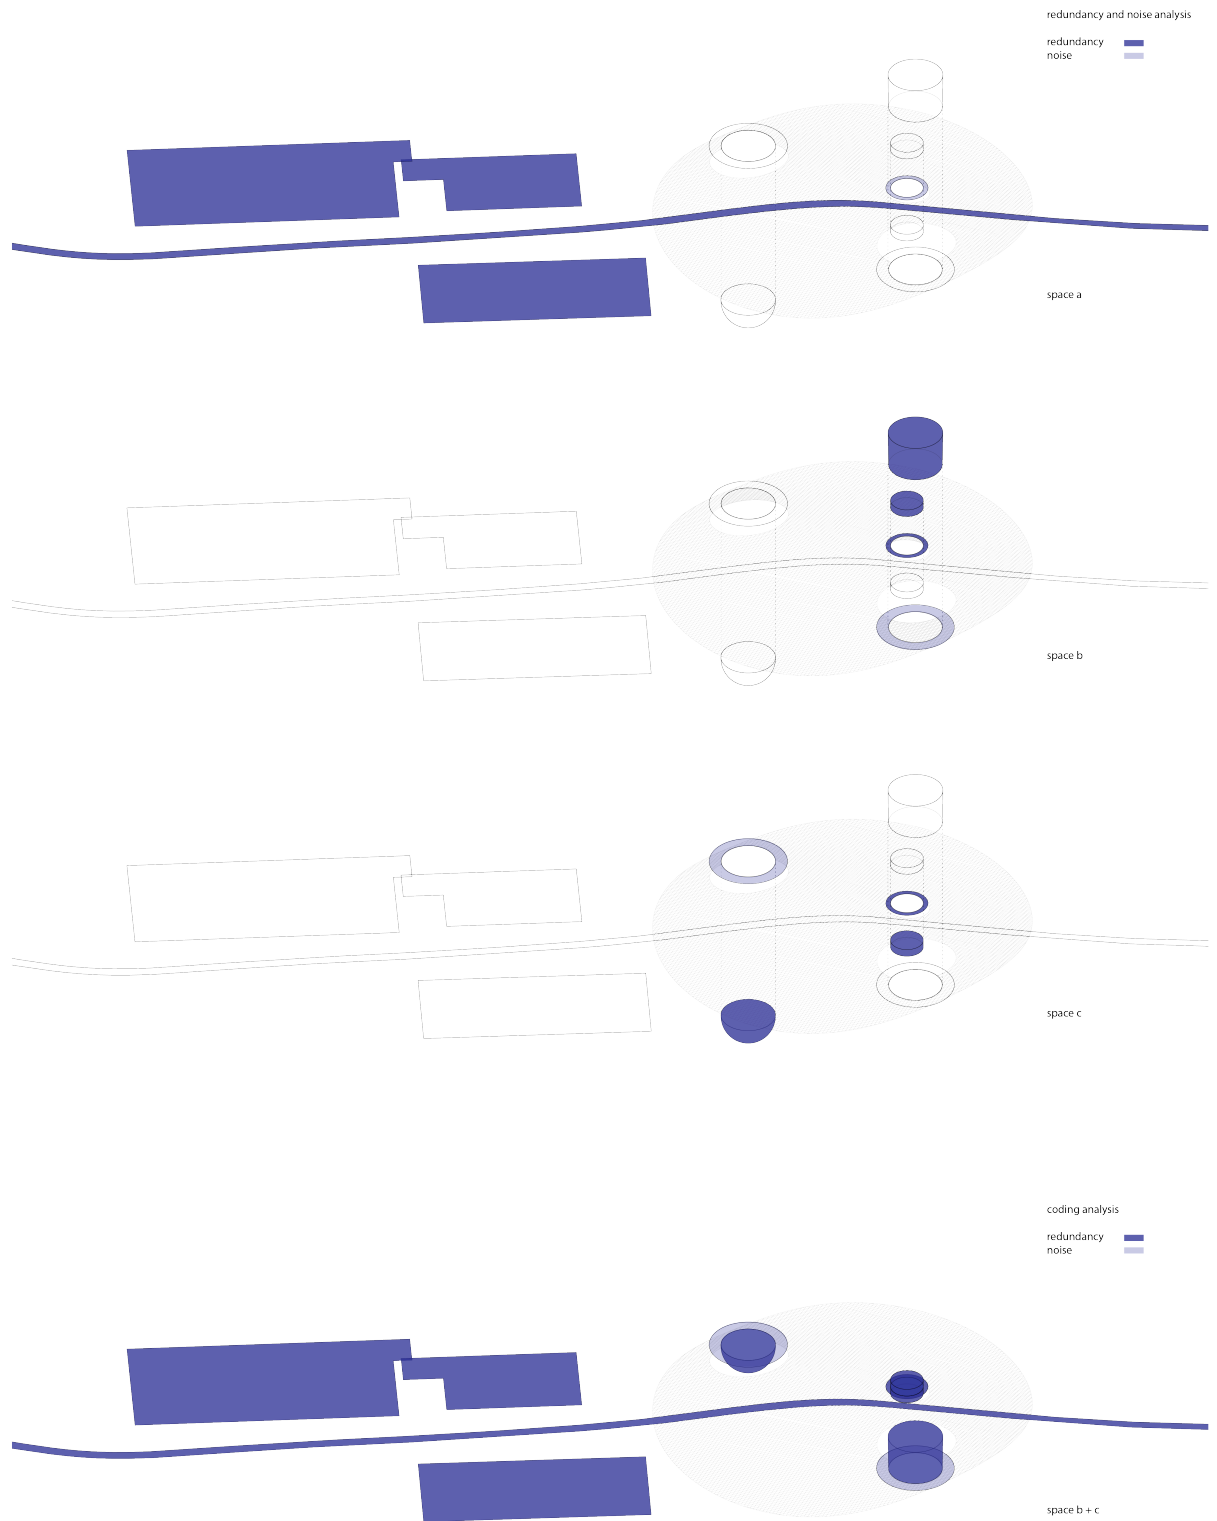 redundancy and noise analysis
redundancy
noise
space a
space b
space c
coding analysis
redundancy
noise
space b + c